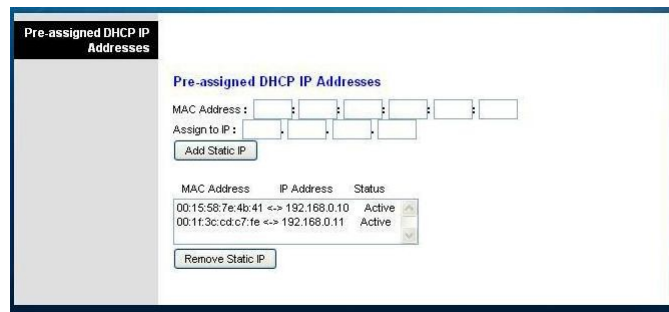 Pre-assigned DHCP IP
Addresses
Pre-assigned DHCP IP Addresses
MAC Address : : : : : :
Assign to IP : . . .
Add Static IP
MAC Address IP Address Status
00:15:58:7e:4b:41 <-> 192.168.0.10 Active
00:1f:3c:cd:c7:fe <-> 192.168.0.11 Active
Remove Static IP